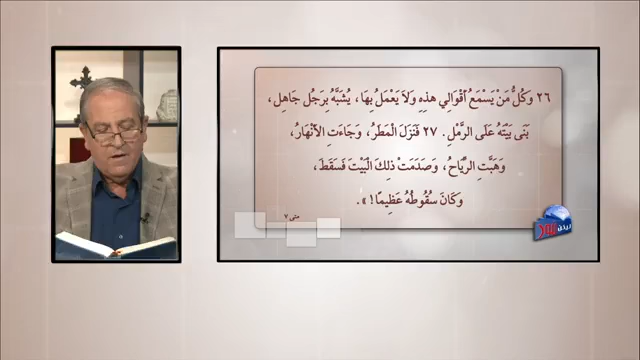 ٢٦ وَكُلُّ مَنْ يَسْمَعُ أَقْوَالِي هذِهِ وَلاَ يَعْمَلُ بِهَا، يُشَبَّهُ بِرَجُل جَاهِل،
بَنَى بَيْتَهُ عَلَى الرَّمْلِ. ٢٧ فَنَزَلَ الْمَطَرُ، وَجَاءَتِ الأَنْهَارُ،
وَهَبَّتِ الرِّيَاحُ، وَصَدَمَتْ ذلِكَ الْبَيْتَ فَسَقَطَ،
وَكَانَ سُقُوطُهُ عَظِيمًا!».
متى ٧